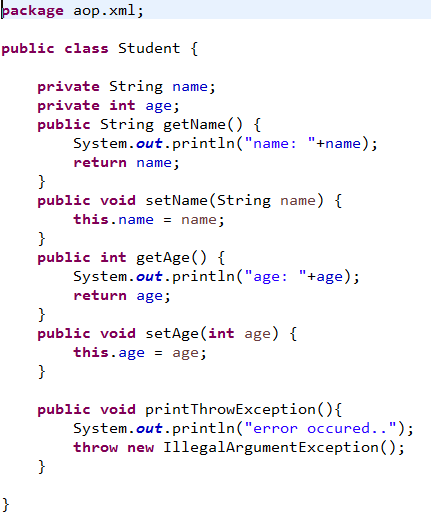 package aop.xml;
public class Student {
private String name;
private int age;
public String getName() {
System.out.println("name: "+name);
return name;
}
public void setName(String name) {
this.name = name;
}
public int getAge() {
System.out.println("age: "+age);
return age;
}
public void setAge(int age) {
this.age = age;
}
public void printThrowException(){
System.out.println("error occured..");
throw new IllegalArgumentException();
}
}